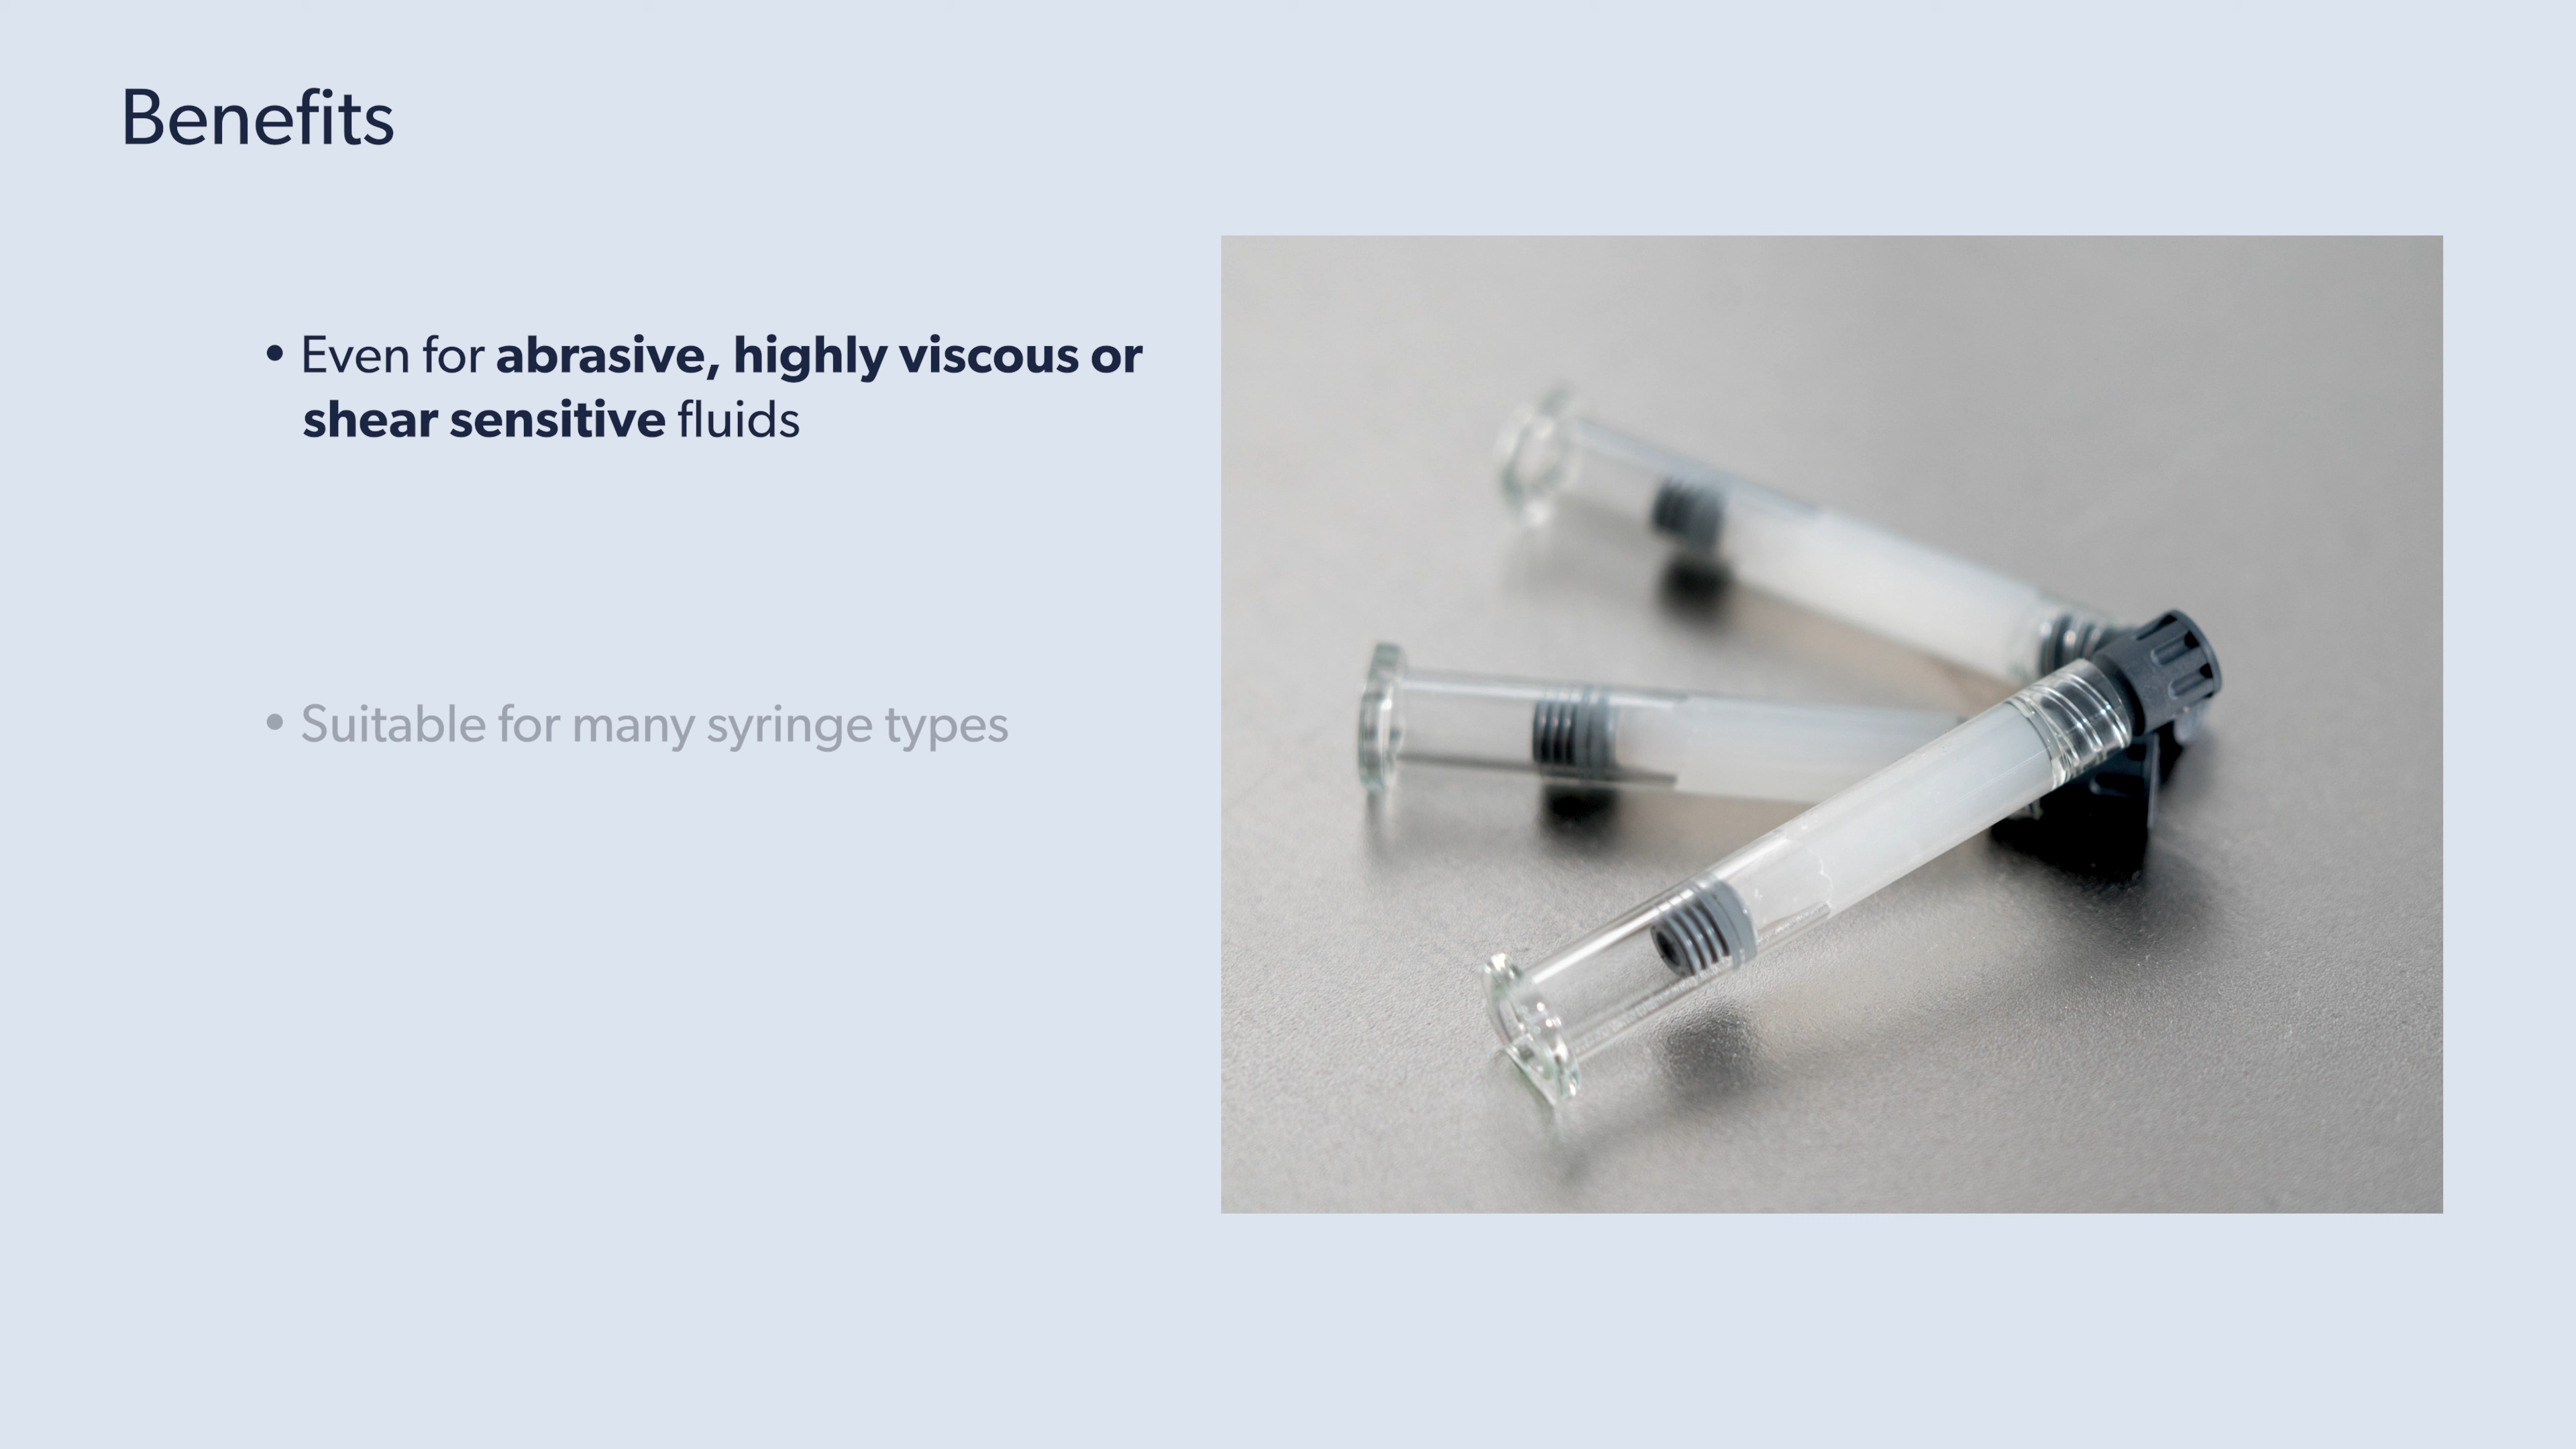 Benefits
• Even for abrasive, highly viscous or
shear sensitive fluids
• Suitable for many syringe types